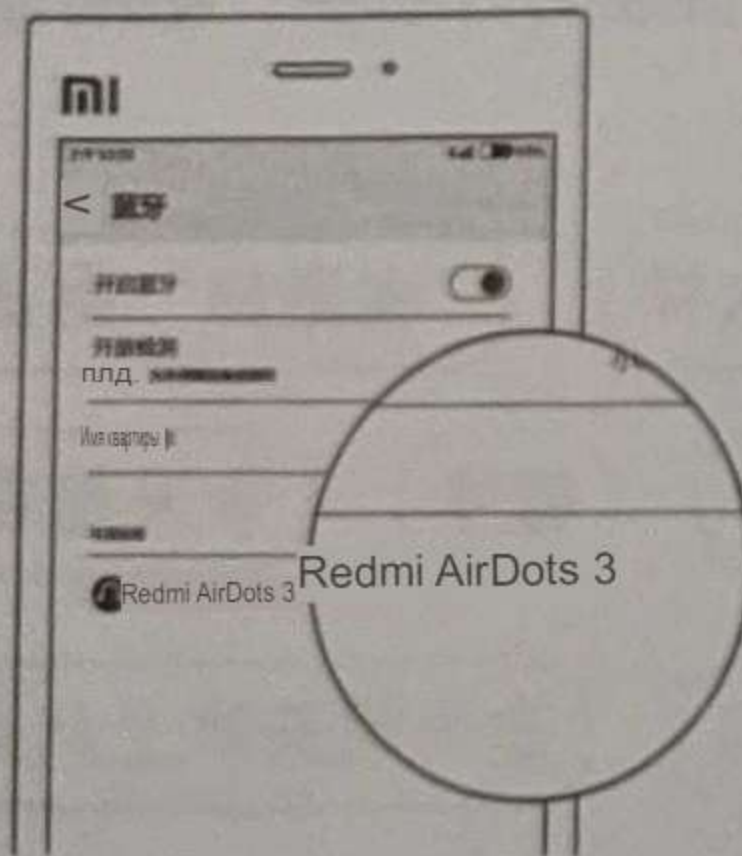 mi
< 蓝牙
开启蓝牙
开放检测
плд.
Имя квартиры
Redmi AirDots 3
Redmi AirDots 3